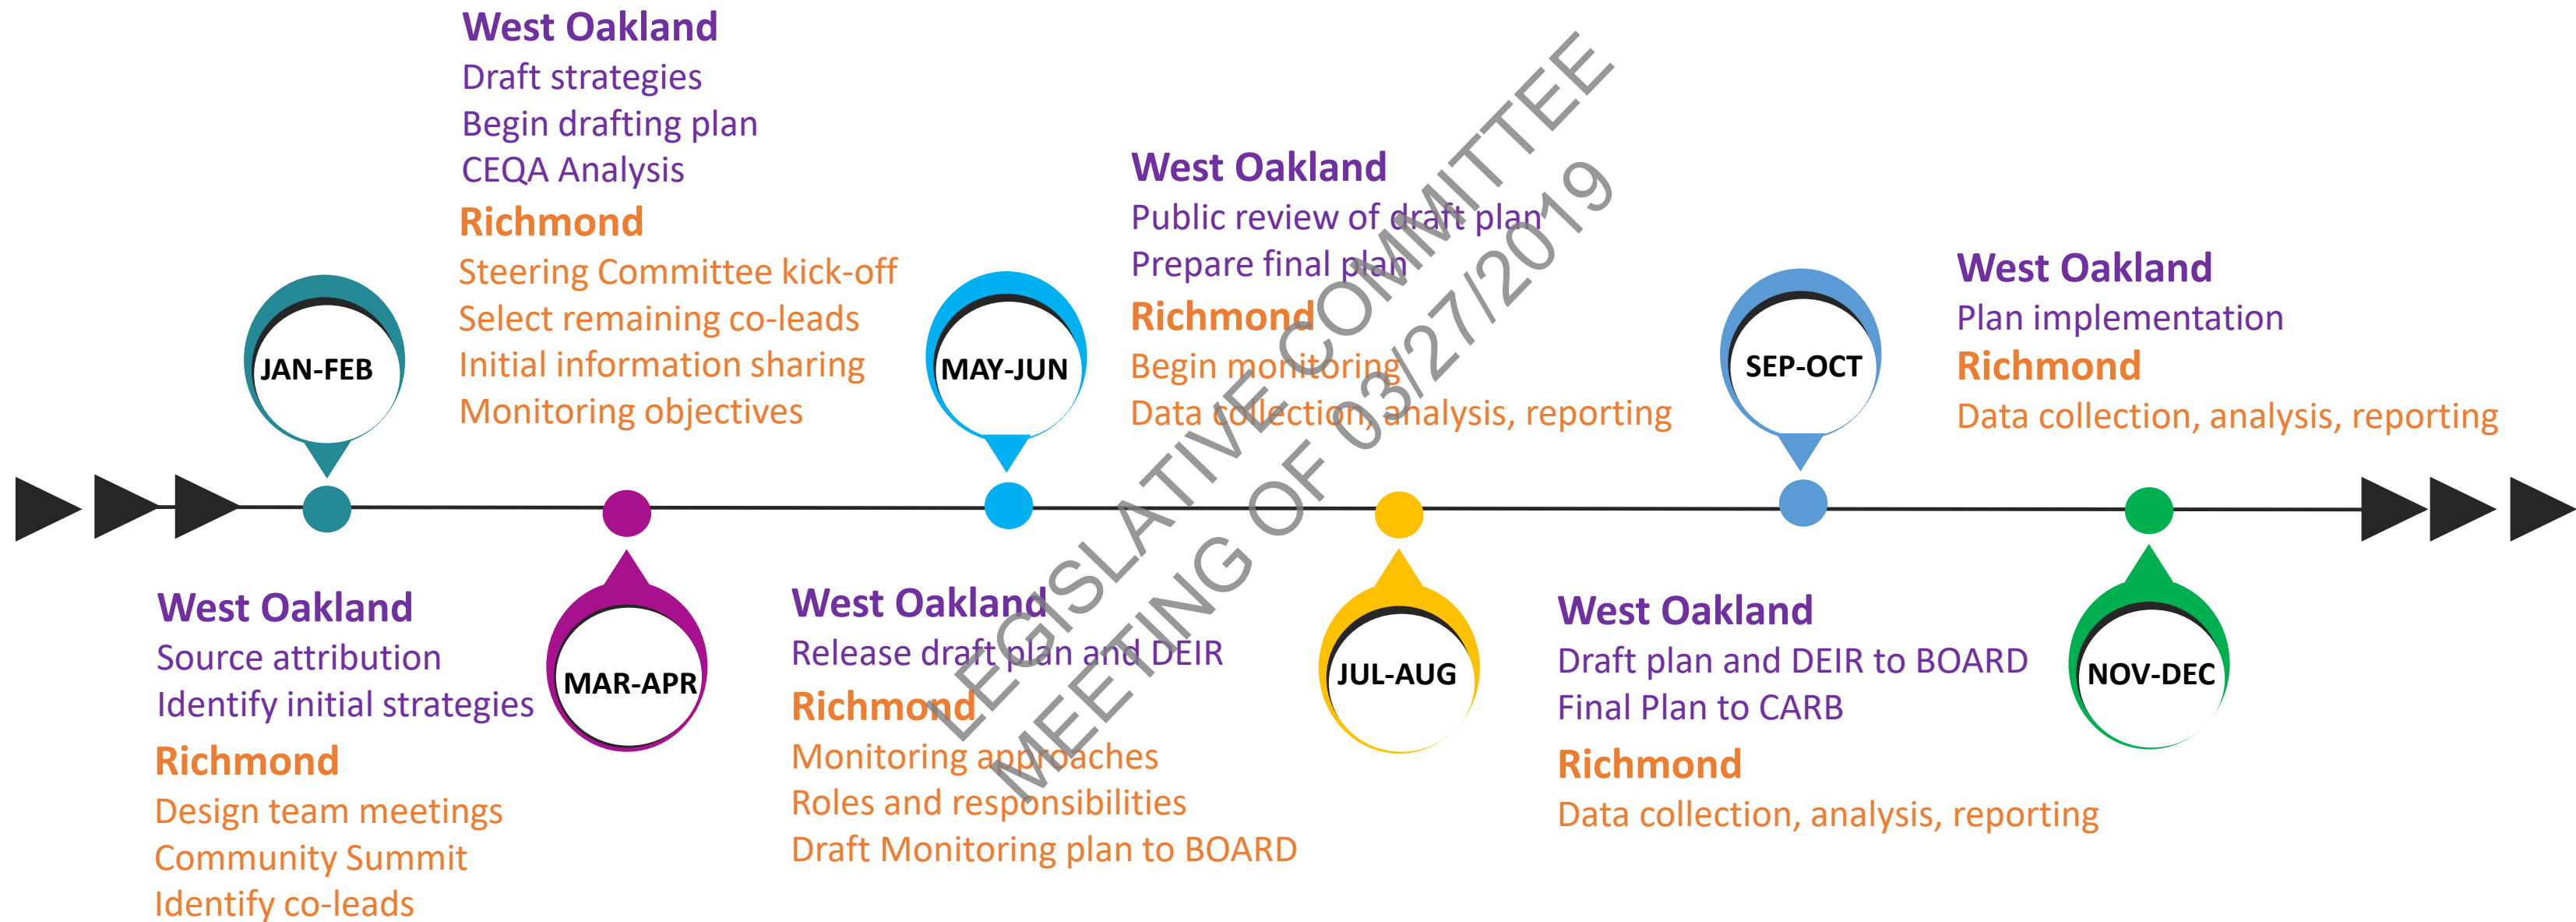 West Oakland
Draft strategies
Begin drafting plan
CEQA Analysis
Richmond
Steering Committee kick-off
Select remaining co-leads
Initial information sharing
Monitoring objectives
West Oakland
Public review of draft plan
Prepare final plan
Richmond
Begin monitoring
Data collection, analysis, reporting
West Oakland
Plan implementation
Richmond
Data collection, analysis, reporting
JAN-FEB
MAY-JUN
SEP-OCT
LEGISLATIVE COMMITTEE
MEETING OF 03/27/2019
West Oakland
Source attribution
Identify initial strategies
Richmond
Design team meetings
Community Summit
Identify co-leads
MAR-APR
West Oakland
Release draft plan and DEIR
Richmond
Monitoring approaches
Roles and responsibilities
Draft Monitoring plan to BOARD
JUL-AUG
West Oakland
Draft plan and DEIR to BOARD
Final Plan to CARB
Richmond
Data collection, analysis, reporting
NOV-DEC